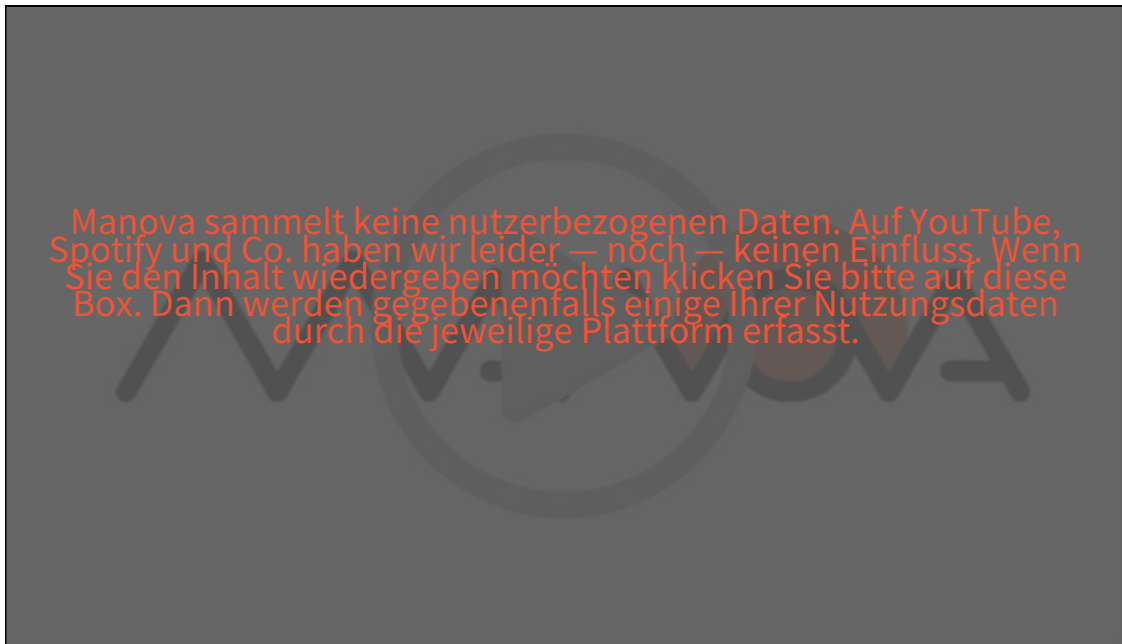 Manova sammelt keine nutzerbezogenen Daten. Auf YouTube,
Spotify und Co. haben wir leider — noch — keinen Einfluss. Wenn
Sie den Inhalt wiedergeben möchten klicken Sie bitte auf diese
Box. Dann werden gegebenenfalls einige Ihrer Nutzungsdaten
durch die jeweilige Plattform erfasst.
MANOVA